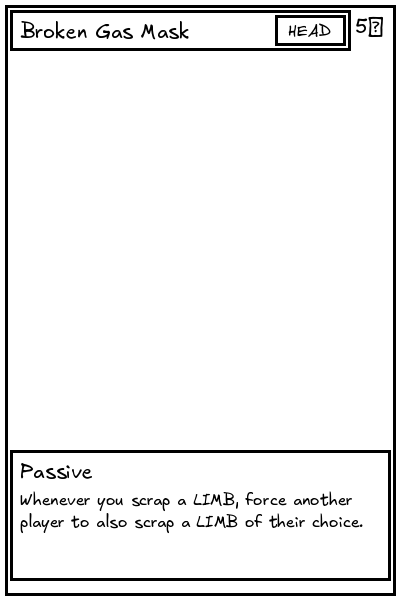 Broken Gas Mask
HEAD
5
Passive
Whenever you scrap a LIMB, force another
player to also scrap a LIMB of their choice.